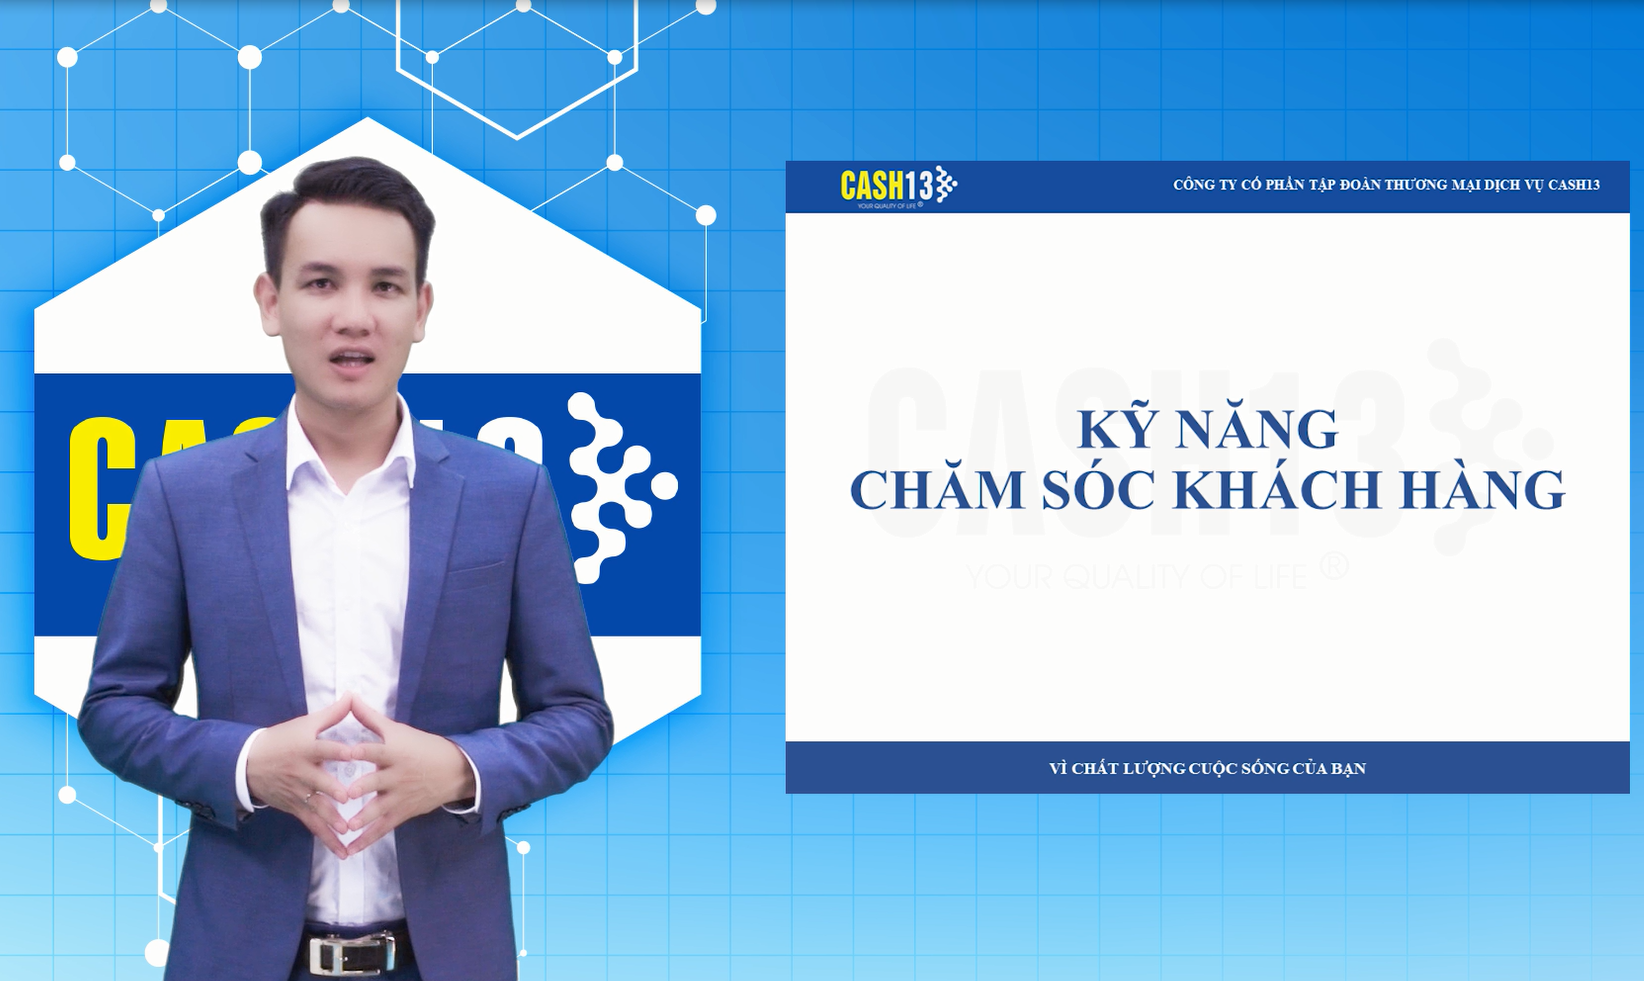 CASH13
YOUR QUALITY OF LIFE ®
CÔNG TY CỔ PHẦN TẬP ĐOÀN THƯƠNG MẠI DỊCH VỤ CASH13
CASH13
KỸ NĂNG
CHĂM SÓC KHÁCH HÀNG
YOUR QUALITY OF LIFE ®
VÌ CHẤT LƯỢNG CUỘC SỐNG CỦA BẠN